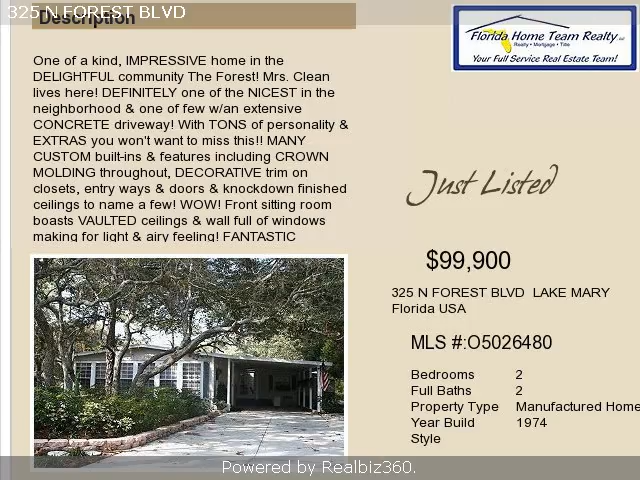 325 N FOREST BLVD
Description
One of a kind, IMPRESSIVE home in the
DELIGHTFUL community The Forest! Mrs. Clean
lives here! DEFINITELY one of the NICEST in the
neighborhood & one of few w/an extensive
CONCRETE driveway! With TONS of personality &
EXTRAS you won't want to miss this!! MANY
CUSTOM built-ins & features including CROWN
MOLDING throughout, DECORATIVE trim on
closets, entry ways & doors & knockdown finished
ceilings to name a few! WOW! Front sitting room
boasts VAULTED ceilings & wall full of windows
making for light & airy feeling! FANTASTIC
Florida Home Team Realty LLC
Realty • Mortgage • Title
Your Full Service Real Estate Team!
Just Listed
$99,900
325 N FOREST BLVD LAKE MARY
Florida USA
MLS #:O5026480
Bedrooms 2
Full Baths 2
Property Type Manufactured Home
Year Build 1974
Style
Powered by Realbiz360.